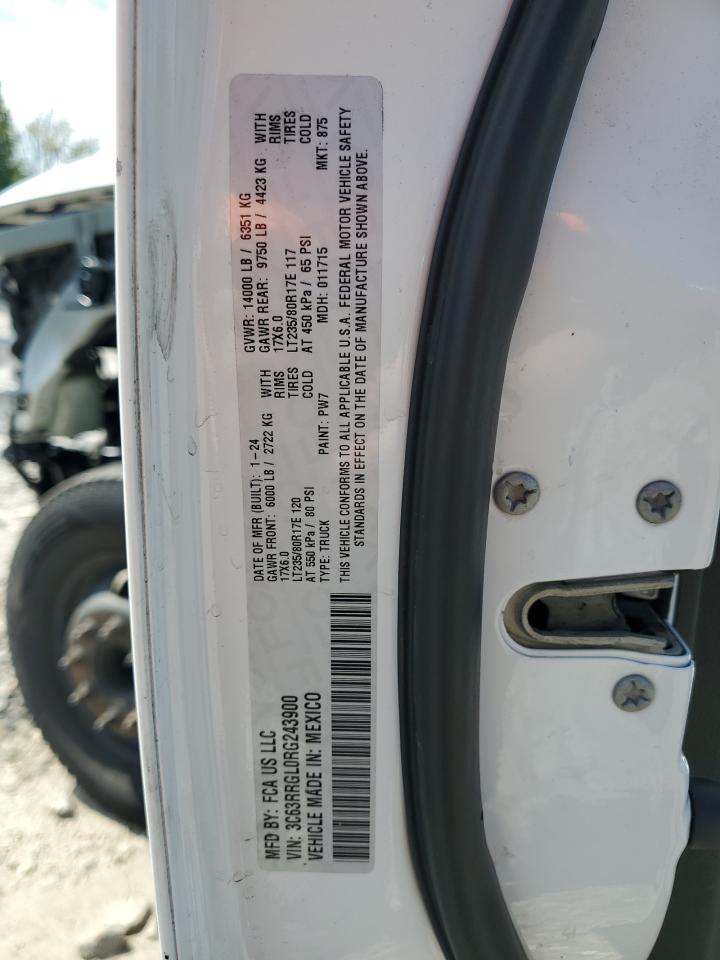 MFD BY: FCA US LLC
VIN: 3C63RRGL0RG243900
VEHICLE MADE IN: MEXICO
DATE OF MFR (BUILT): 1-24 GVWR: 14000 LB / 6351 KG
GAWR FRONT: 6000 LB / 2722 KG WITH GAWR REAR: 9750 LB / 4423 KG WITH
17X6.0 RIMS 17X6.0 RIMS
LT235/80R17E 120 TIRES LT235/80R17E 117 TIRES
AT 550 kPa / 80 PSI COLD AT 450 kPa / 65 PSI COLD
TYPE: TRUCK PAINT: PW7 MDH: 011715 MKT: 875
THIS VEHICLE CONFORMS TO ALL APPLICABLE U.S.A. FEDERAL MOTOR VEHICLE SAFETY
STANDARDS IN EFFECT ON THE DATE OF MANUFACTURE SHOWN ABOVE.